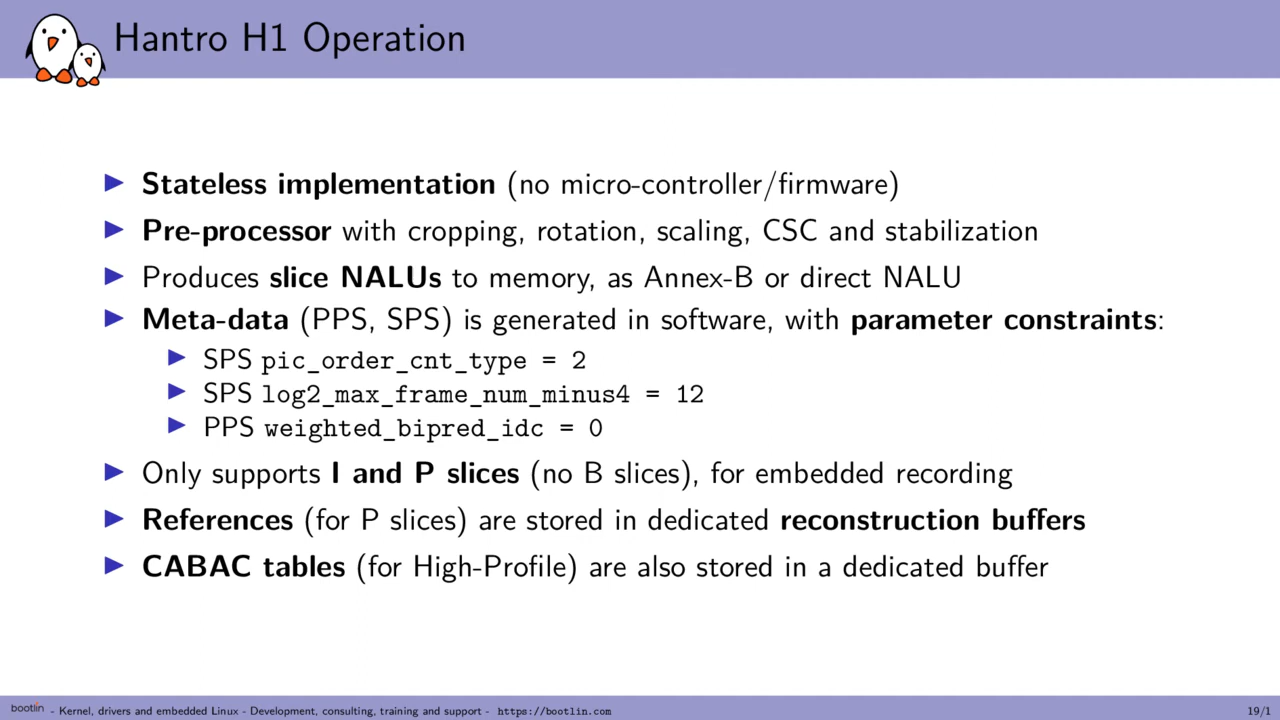 Hantro H1 Operation
Stateless implementation (no micro-controller/firmware)
Pre-processor with cropping, rotation, scaling, CSC and stabilization
Produces slice NALUs to memory, as Annex-B or direct NALU
Meta-data (PPS, SPS) is generated in software, with parameter constraints:
SPS pic_order_cnt_type = 2
SPS log2_max_frame_num_minus4 = 12
PPS weighted_bipred_idc = 0
Only supports I and P slices (no B slices), for embedded recording
References (for P slices) are stored in dedicated reconstruction buffers
CABAC tables (for High-Profile) are also stored in a dedicated buffer
bootlin - Kernel, drivers and embedded Linux - Development, consulting, training and support - https://bootlin.com 19/1